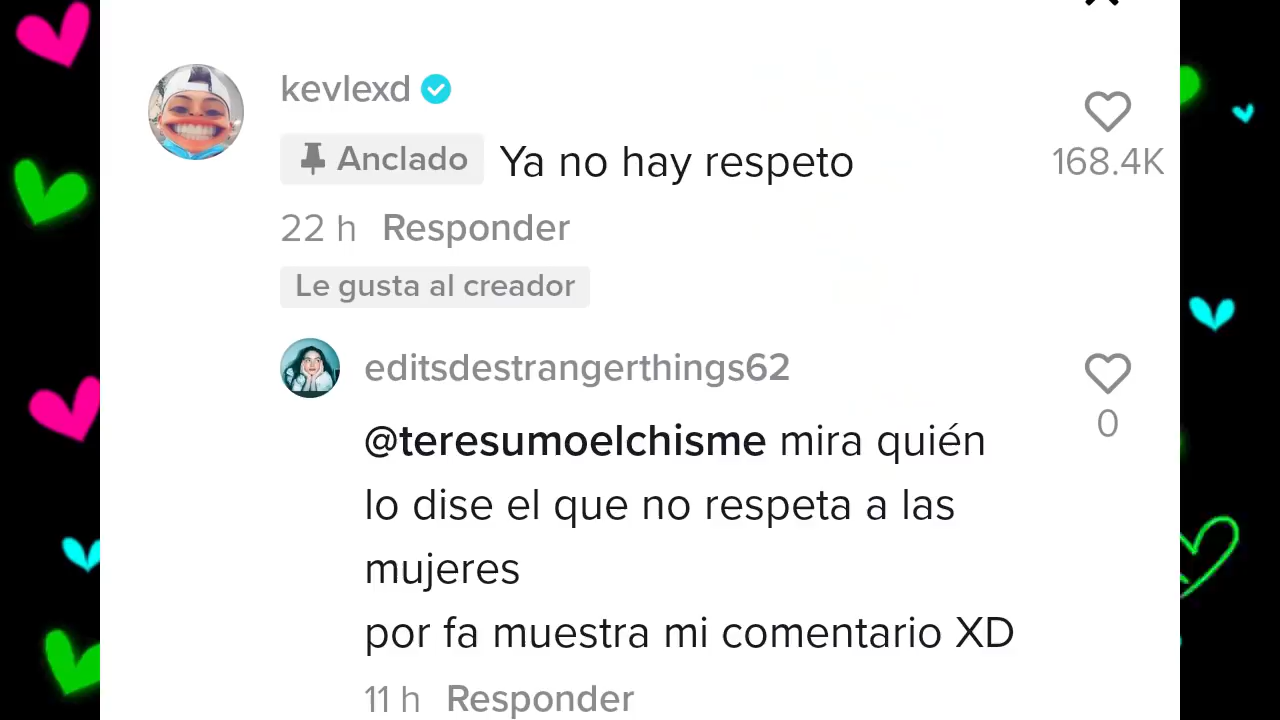 kevlexd
Anclado Ya no hay respeto
168.4K
22 h Responder
Le gusta al creador
editsdestrangerthings62
@teresumoelchisme mira quién
lo dise el que no respeta a las
mujeres
por fa muestra mi comentario XD
0
11 h Responder